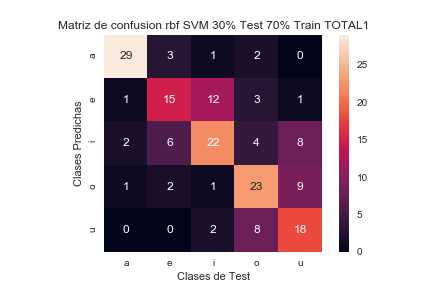 Matriz de confusion rbf SVM 30% Test 70% Train TOTAL1
Clases Predichas
a 29 3 1 2 0
e 1 15 12 3 1
i 2 6 22 4 8
o 1 2 1 23 9
u 0 0 2 8 18
a e i o u
Clases de Test
25
20
15
10
5
0